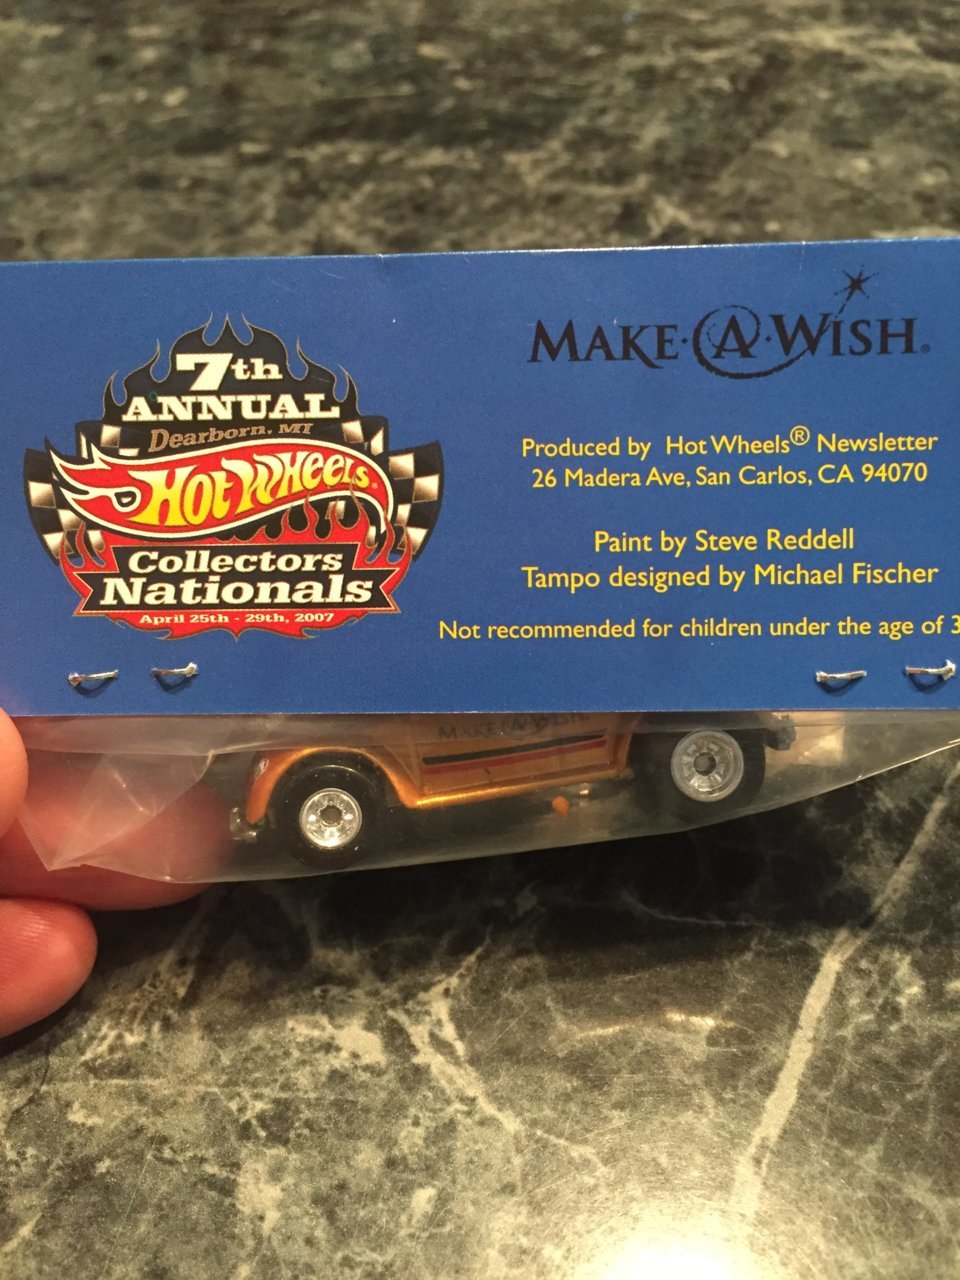 7th
ANNUAL
Dearborn, MI
Hot Wheels®
Collectors
Nationals
April 25th - 29th, 2007
MAKE·A·WISH®
Produced by Hot Wheels® Newsletter
26 Madera Ave, San Carlos, CA 94070
Paint by Steve Reddell
Tampo designed by Michael Fischer
Not recommended for children under the age of 3
MAKE·A·WISH